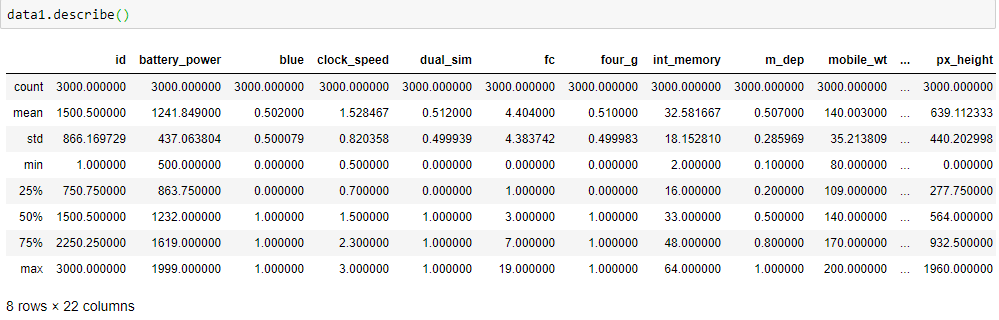 data1.describe()
id battery_power blue clock_speed dual_sim fc four_g int_memory m_dep mobile_wt ... px_height
count 3000.000000 3000.000000 3000.000000 3000.000000 3000.000000 3000.000000 3000.000000 3000.000000 3000.000000 3000.000000 ... 3000.000000
mean 1500.500000 1241.849000 0.502000 1.528467 0.512000 4.404000 0.510000 32.581667 0.507000 140.003000 ... 639.112333
std 866.169729 437.063804 0.500079 0.820358 0.499939 4.383742 0.499983 18.152810 0.285969 35.213809 ... 440.202998
min 1.000000 500.000000 0.000000 0.500000 0.000000 0.000000 0.000000 2.000000 0.100000 80.000000 ... 0.000000
25% 750.750000 863.750000 0.000000 0.700000 0.000000 1.000000 0.000000 16.000000 0.200000 109.000000 ... 277.750000
50% 1500.500000 1232.000000 1.000000 1.500000 1.000000 3.000000 1.000000 33.000000 0.500000 140.000000 ... 564.000000
75% 2250.250000 1619.000000 1.000000 2.300000 1.000000 7.000000 1.000000 48.000000 0.800000 170.000000 ... 932.500000
max 3000.000000 1999.000000 1.000000 3.000000 1.000000 19.000000 1.000000 64.000000 1.000000 200.000000 ... 1960.000000
8 rows × 22 columns